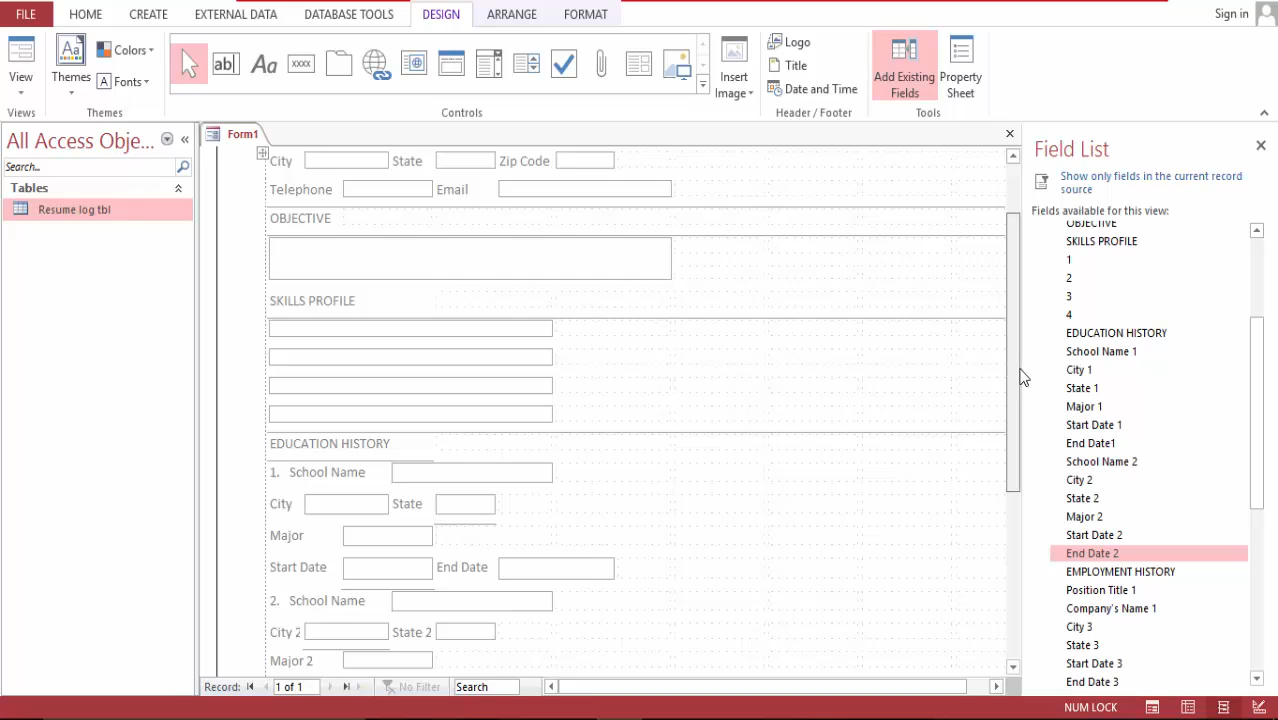 FILE HOME CREATE EXTERNAL DATA DATABASE TOOLS DESIGN ARRANGE FORMAT Sign in
View
Views
Aa
Themes
Colors
A Fonts
Themes
ab|
Aa
xxxx
Controls
Insert
Image
Logo
Title
Date and Time
Header / Footer
Add Existing
Fields
Property
Sheet
Tools
All Access Obje...
Search...
Tables
Resume log tbl
Form1
City State Zip Code
Telephone Email
OBJECTIVE
SKILLS PROFILE
EDUCATION HISTORY
1. School Name
City State
Major
Start Date End Date
2. School Name
City 2 State 2
Major 2
Record: 1 of 1 No Filter Search
Field List
Show only fields in the current record
source
Fields available for this view:
OBJECTIVE
SKILLS PROFILE
1
2
3
4
EDUCATION HISTORY
School Name 1
City 1
State 1
Major 1
Start Date 1
End Date1
School Name 2
City 2
State 2
Major 2
Start Date 2
End Date 2
EMPLOYMENT HISTORY
Position Title 1
Company's Name 1
City 3
State 3
Start Date 3
End Date 3
NUM LOCK